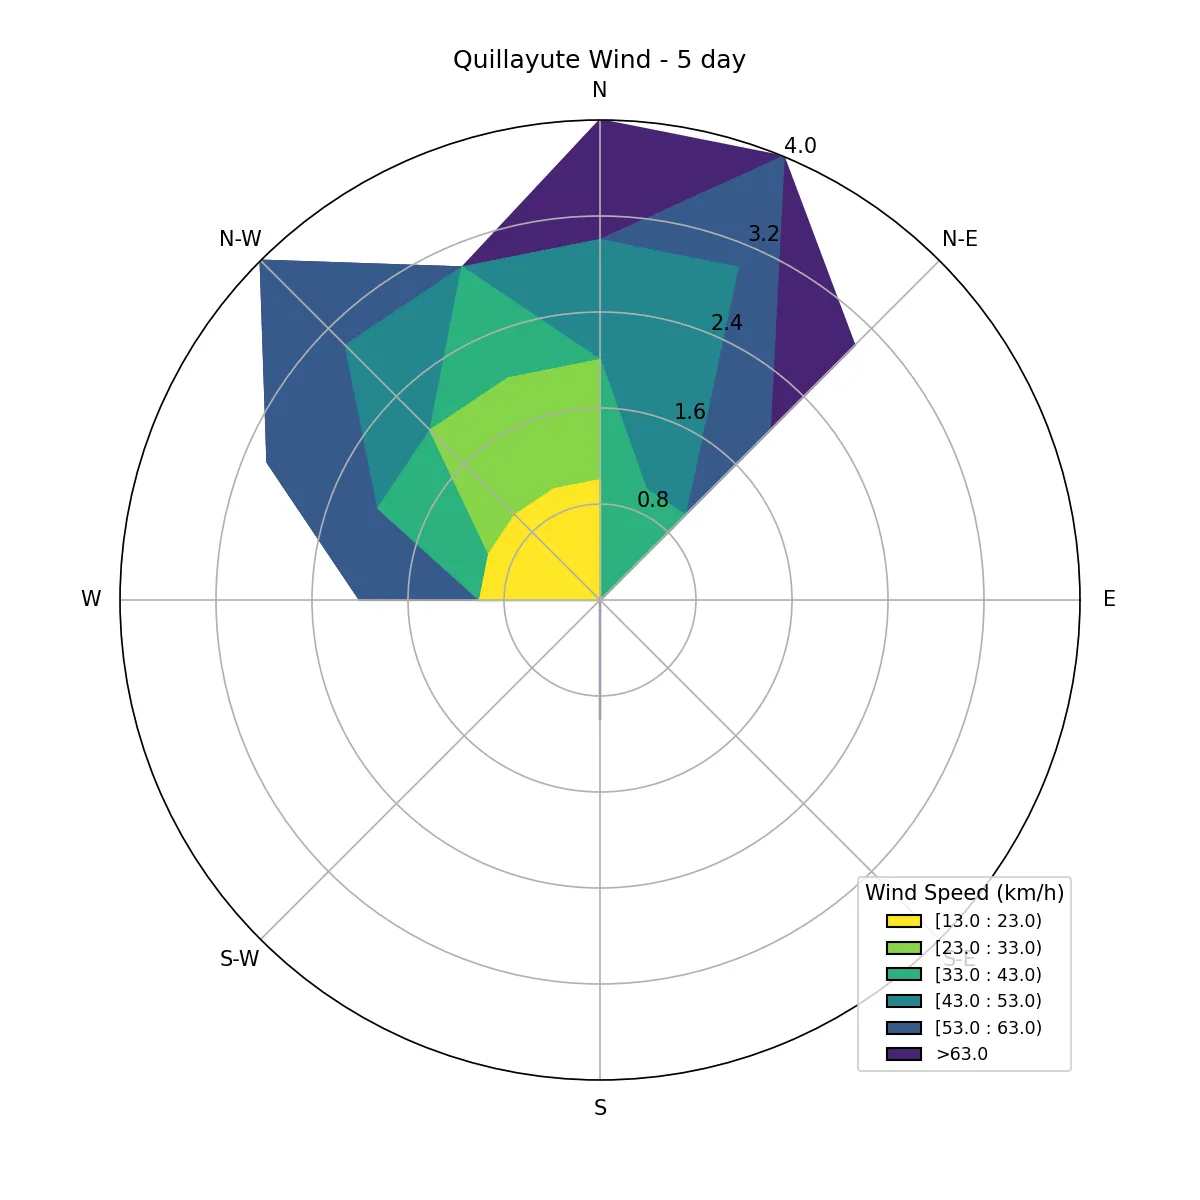 Quillayute Wind - 5 day
N
4.0
N-W
3.2
N-E
2.4
1.6
0.8
W
E
Wind Speed (km/h)
[13.0 : 23.0)
[23.0 : 33.0)
S-W
S-E
[33.0 : 43.0)
[43.0 : 53.0)
[53.0 : 63.0)
>63.0
S